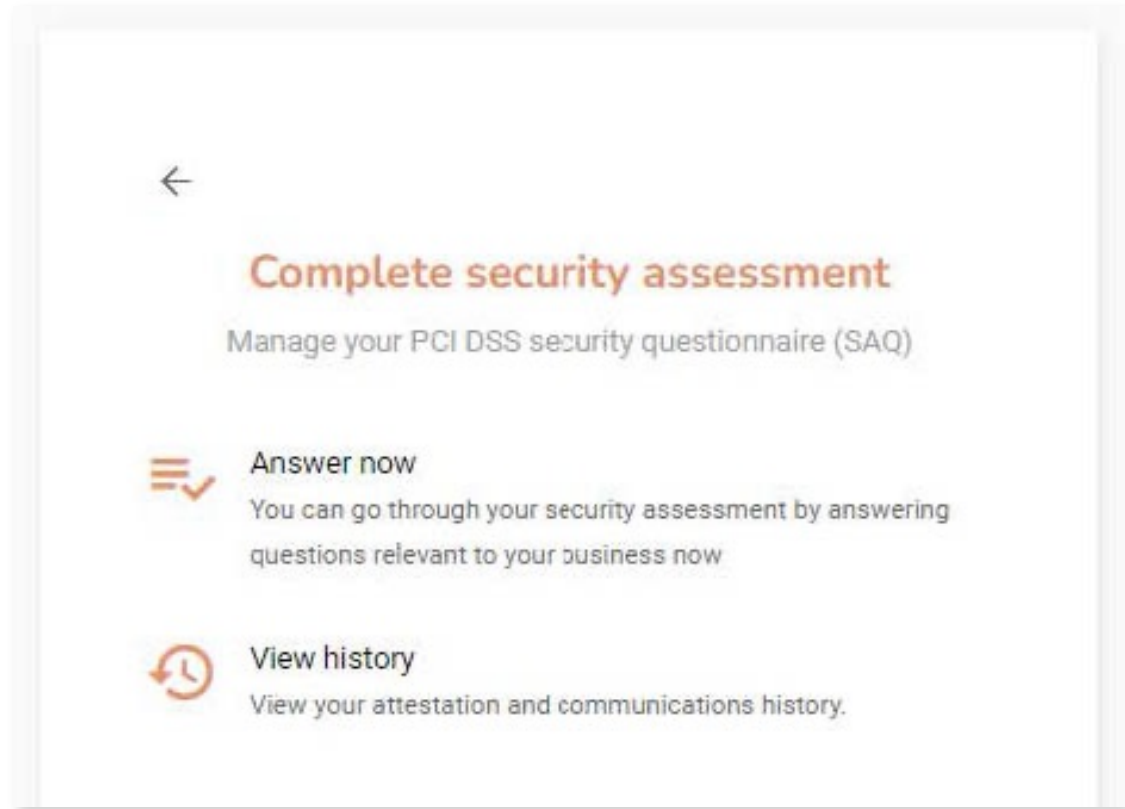 Complete security assessment
Manage your PCI DSS security questionnaire (SAQ)
Answer now
You can go through your security assessment by answering
questions relevant to your business now
View history
View your attestation and communications history.